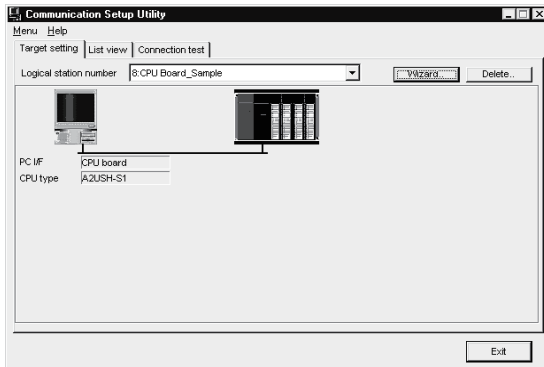 Communication Setup Utility
Menu Help
Target setting List view Connection test
Logical station number 8:CPU Board_Sample Wizard... Delete..
PC I/F CPU board
CPU type A2USH-S1
Exit